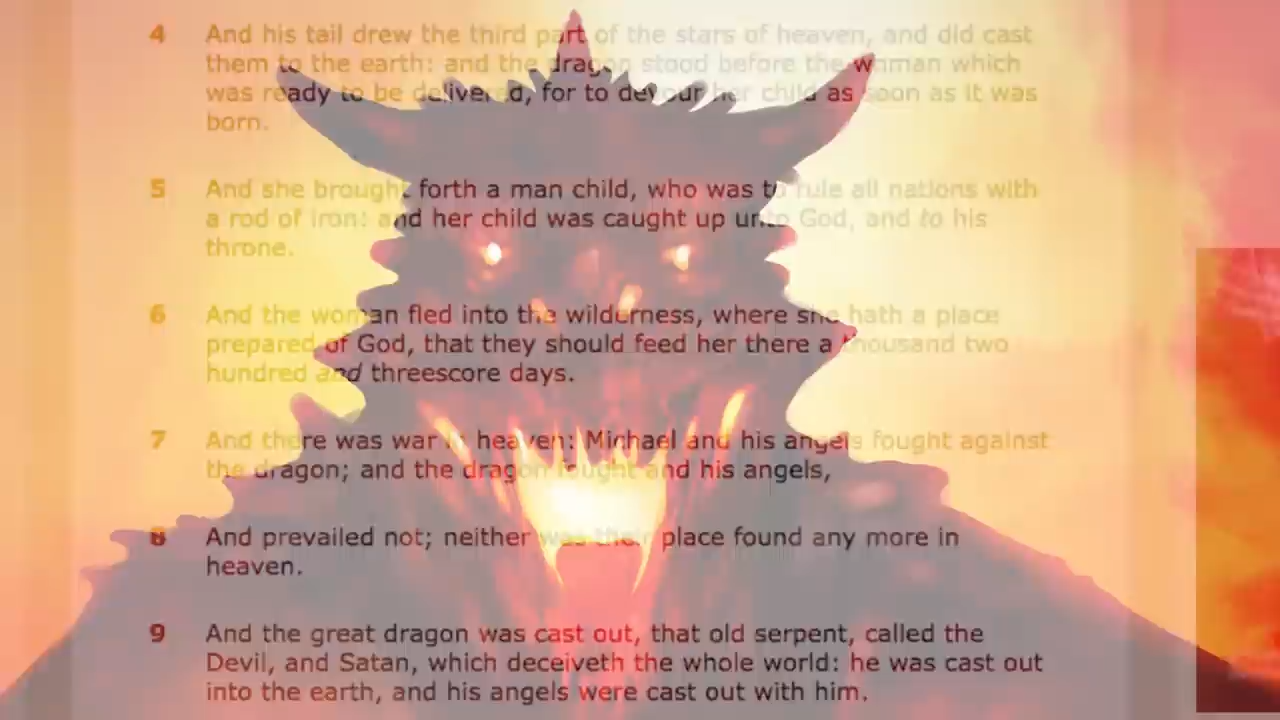 4 And his tail drew the third part of the stars of heaven, and did cast
them to the earth: and the dragon stood before the woman which
was ready to be delivered, for to devour her child as soon as it was
born.
5 And she brought forth a man child, who was to rule all nations with
a rod of iron: and her child was caught up unto God, and to his
throne.
6 And the woman fled into the wilderness, where she hath a place
prepared of God, that they should feed her there a thousand two
hundred and threescore days.
7 And there was war in heaven: Michael and his angels fought against
the dragon; and the dragon fought and his angels,
8 And prevailed not; neither was their place found any more in
heaven.
9 And the great dragon was cast out, that old serpent, called the
Devil, and Satan, which deceiveth the whole world: he was cast out
into the earth, and his angels were cast out with him.